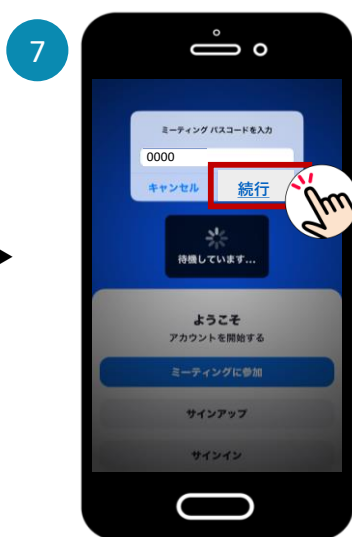 7
ミーティング パスコードを入力
0000
キャンセル 続行
待機しています...
ようこそ
アカウントを開始する
ミーティングに参加
サインアップ
サインイン